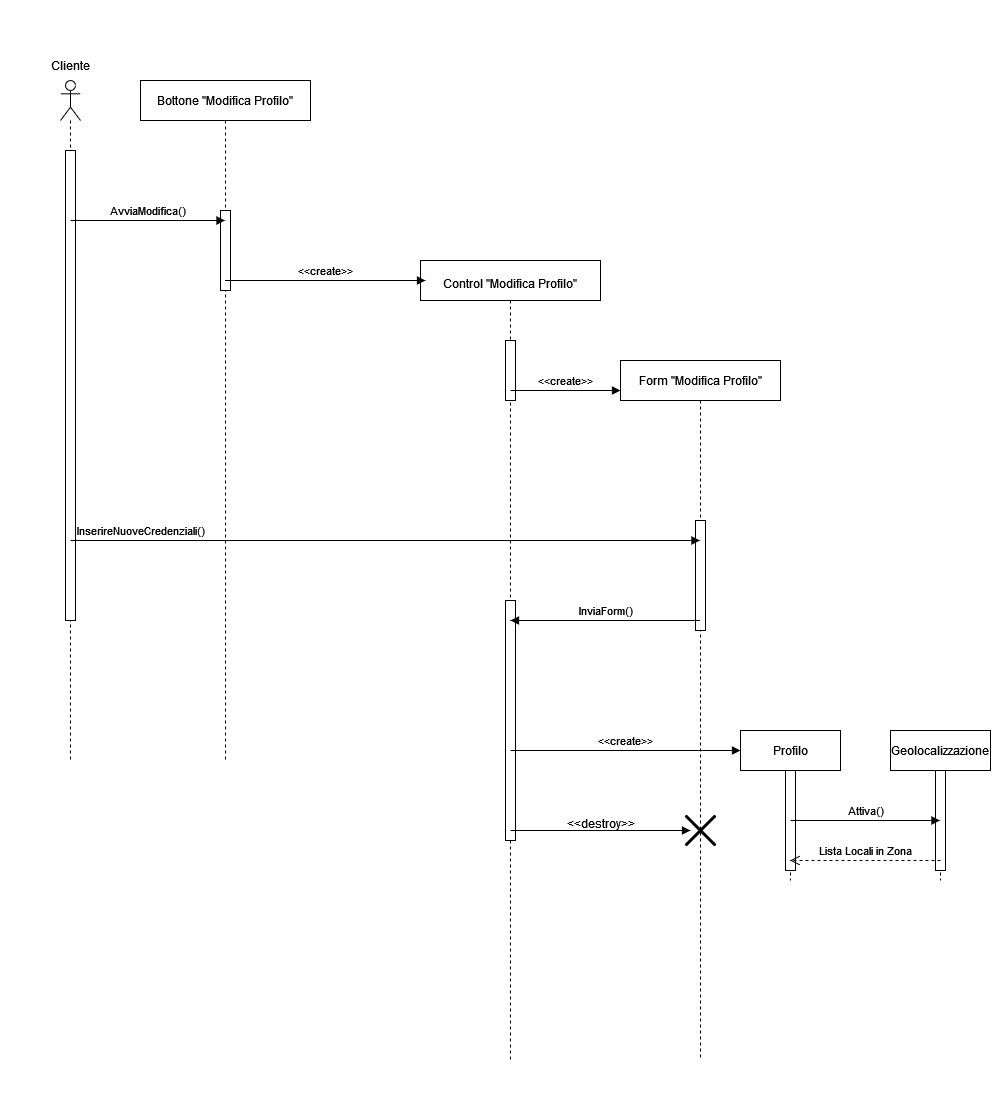 Cliente
Bottone "Modifica Profilo"
AvviaModifica()
<<create>>
Control "Modifica Profilo"
<<create>>
Form "Modifica Profilo"
InserireNuoveCredenziali()
InviaForm()
<<create>>
Profilo
Geolocalizzazione
Attiva()
<<destroy>>
Lista Locali in Zona